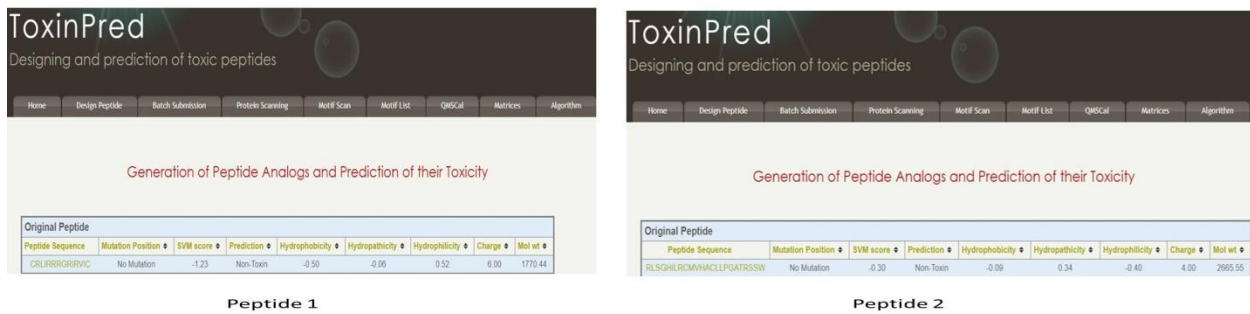 ToxinPred
Designing and prediction of toxic peptides
Home Design Peptide Batch Submission Protein Scanning Motif Scan Motif List QMSCal Matrices Algorithm
Generation of Peptide Analogs and Prediction of their Toxicity
Original Peptide
Peptide Sequence Mutation Position SVM score Prediction Hydrophobicity Hydropathicity Hydrophilicity Charge Mol wt
CRLIRRRGRIRVIC No Mutation -1.23 Non-Toxin -0.50 -0.06 0.52 6.00 1770.44
Peptide 1
ToxinPred
Designing and prediction of toxic peptides
Home Design Peptide Batch Submission Protein Scanning Motif Scan Motif List QMSCal Matrices Algorithm
Generation of Peptide Analogs and Prediction of their Toxicity
Original Peptide
Peptide Sequence Mutation Position SVM score Prediction Hydrophobicity Hydropathicity Hydrophilicity Charge Mol wt
RLSGHILRCMVHACLLPGATRSSW No Mutation -0.30 Non-Toxin -0.09 0.34 -0.40 4.00 2665.55
Peptide 2